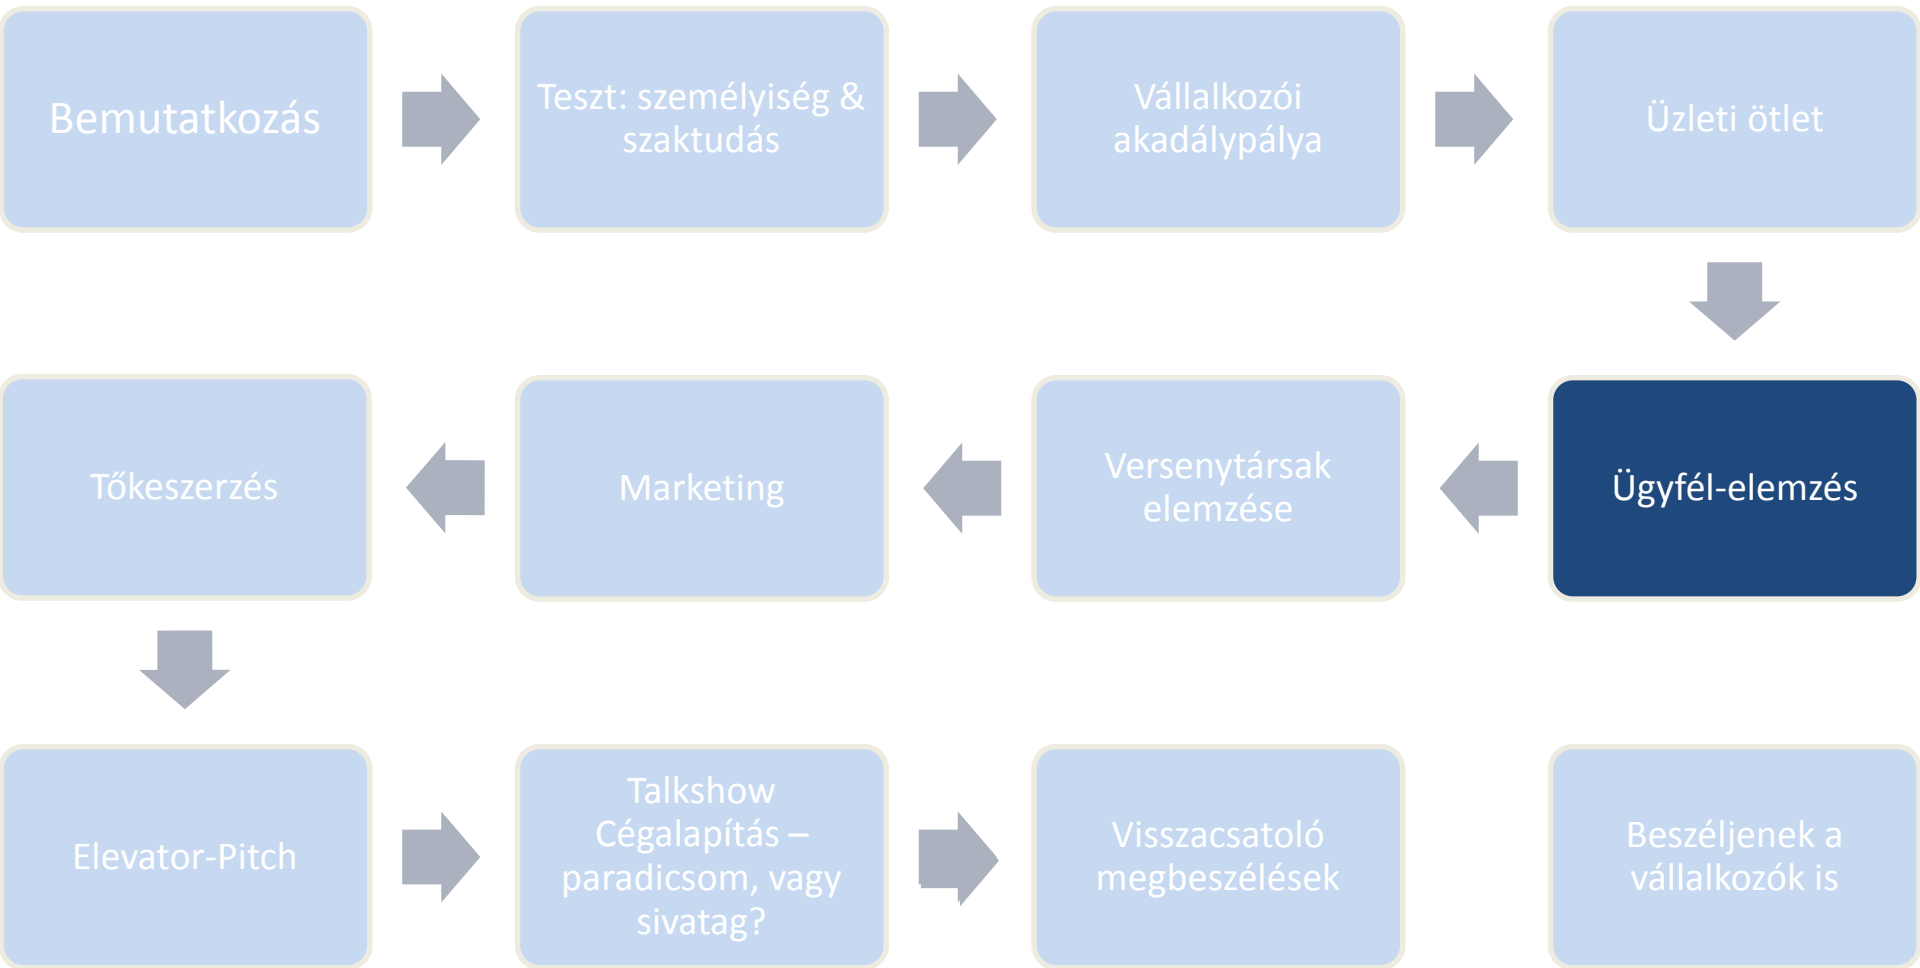 Bemutatkozás
Teszt: személyiség &
szaktudás
Vállalkozói
akadálypálya
Üzleti ötlet
Ügyfél-elemzés
Versenytársak
elemzése
Marketing
Tőkeszerzés
Elevator-Pitch
Talkshow
Cégalapítás –
paradicsom, vagy
sivatag?
Visszacsatoló
megbeszélések
Beszéljenek a
vállalkozók is